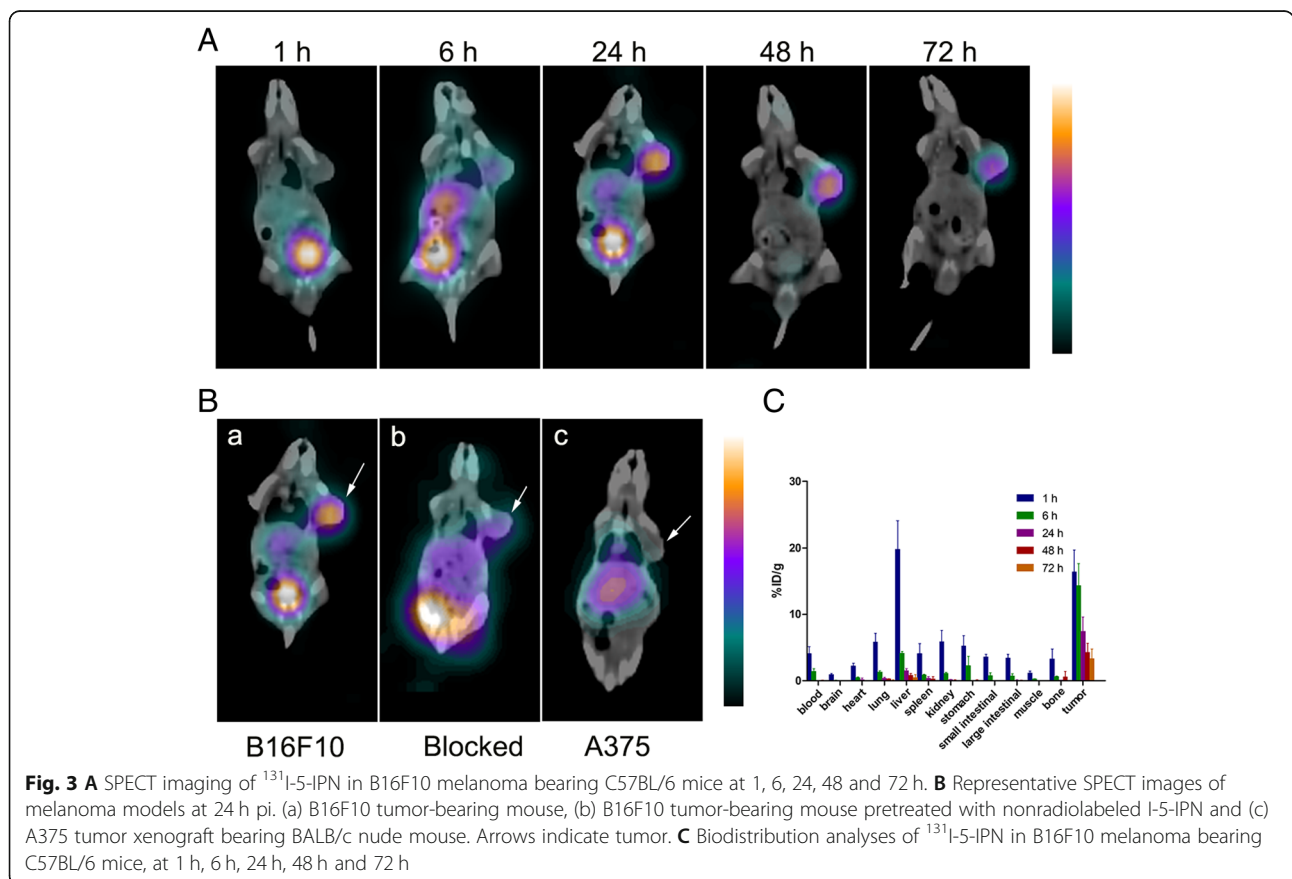 A
1 h 6 h 24 h 48 h 72 h
B
a b c
B16F10 Blocked A375
C
%ID/g
30
20
10
0
1 h
6 h
24 h
48 h
72 h
blood brain heart lung liver spleen kidney stomach small intestinal large intestinal muscle bone tumor
Fig. 3 A SPECT imaging of ¹³¹I-5-IPN in B16F10 melanoma bearing C57BL/6 mice at 1, 6, 24, 48 and 72 h. B Representative SPECT images of
melanoma models at 24 h pi. (a) B16F10 tumor-bearing mouse, (b) B16F10 tumor-bearing mouse pretreated with nonradiolabeled I-5-IPN and (c)
A375 tumor xenograft bearing BALB/c nude mouse. Arrows indicate tumor. C Biodistribution analyses of ¹³¹I-5-IPN in B16F10 melanoma bearing
C57BL/6 mice, at 1 h, 6 h, 24 h, 48 h and 72 h